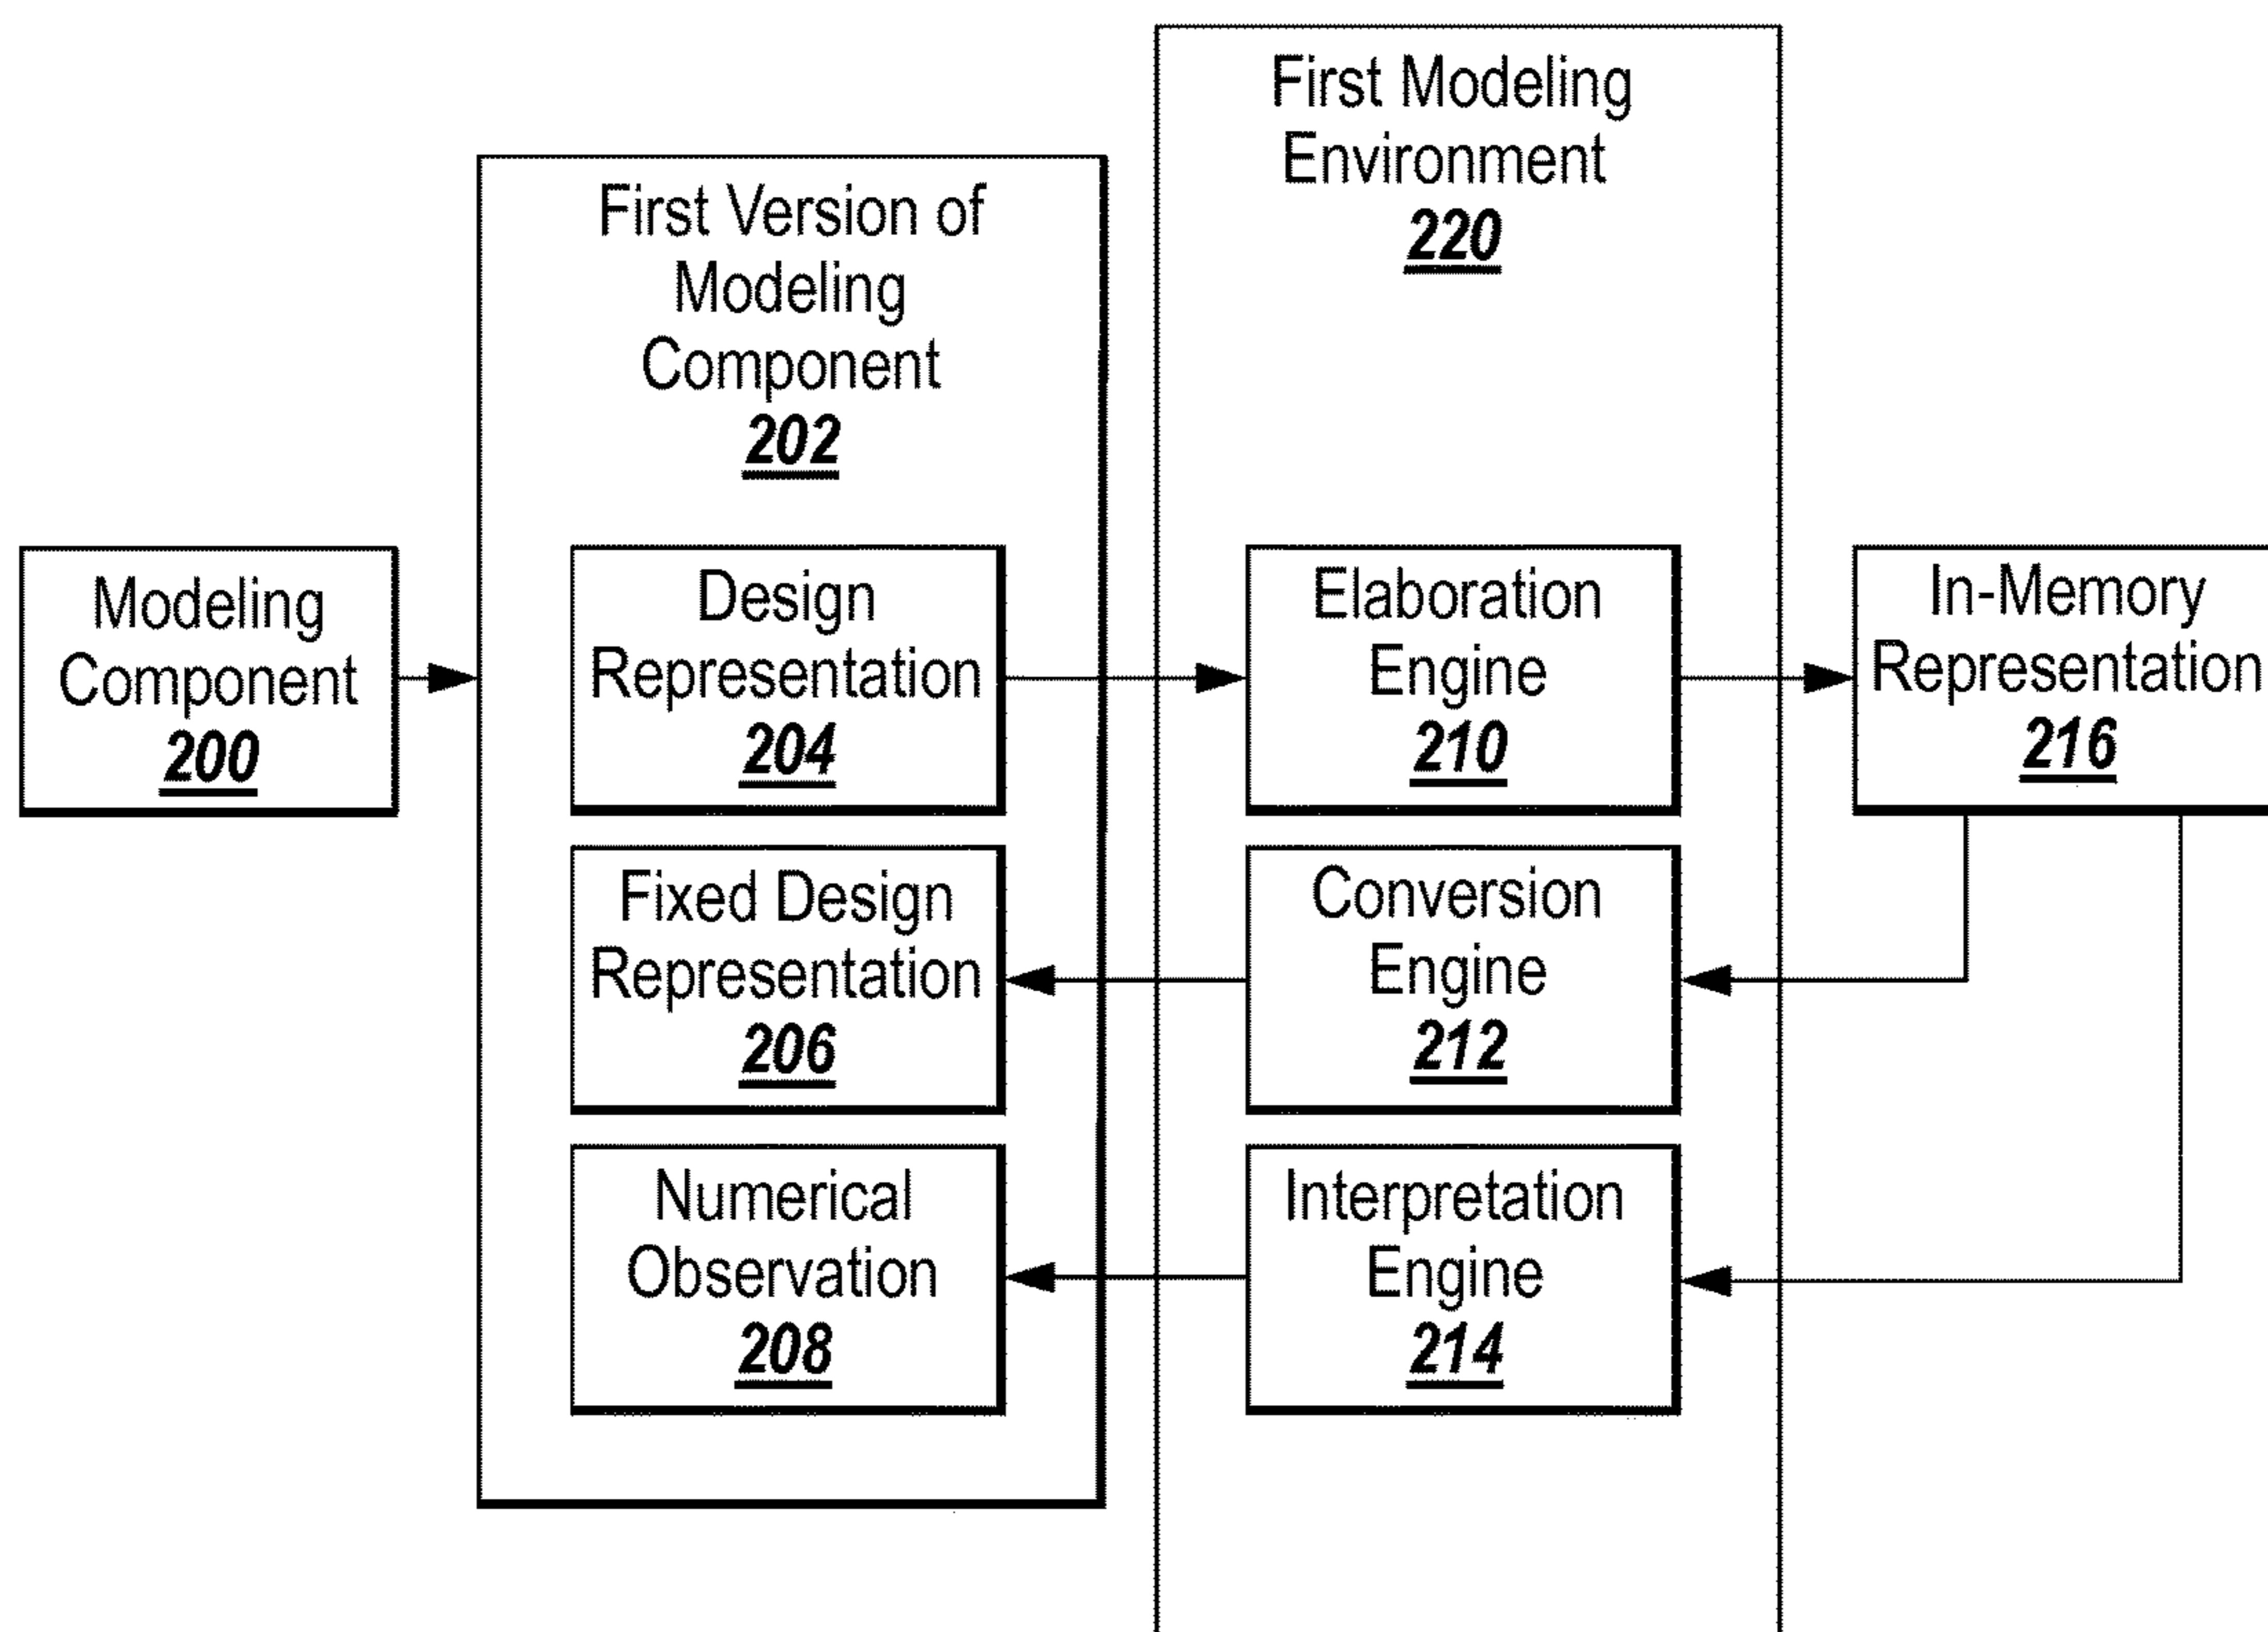 First Modeling
Environment
220
First Version of
Modeling
Component
202
Modeling
Component
200
Design
Representation
204
Elaboration
Engine
210
In-Memory
Representation
216
Fixed Design
Representation
206
Conversion
Engine
212
Numerical
Observation
208
Interpretation
Engine
214